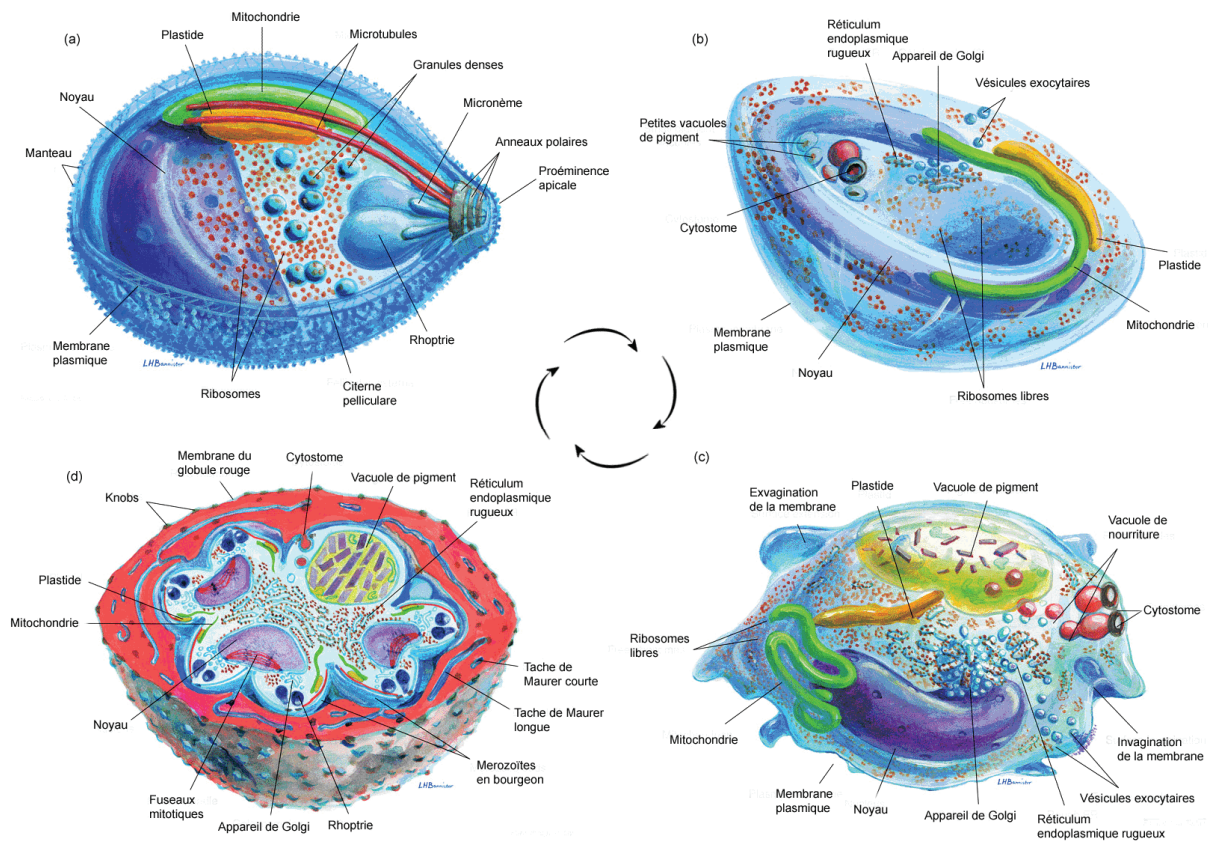 (a)
Mitochondrie
Plastide
Microtubules
Granules denses
Noyau
Micronème
Anneaux polaires
Manteau
Proéminence
apicale
Membrane
plasmique
Rhoptrie
LHBannister
Ribosomes
Citerne
pelliculaire
(b)
Réticulum
endoplasmique
rugueux
Appareil de Golgi
Vésicules exocytaires
Petites vacuoles
de pigment
Cytostome
Plastide
Membrane
plasmique
Mitochondrie
Noyau
LHBannister
Ribosomes libres
(d)
Membrane du
globule rouge
Cytostome
Vacuole de pigment
Réticulum
endoplasmique
rugueux
Knobs
Plastide
Mitochondrie
Tache de
Maurer courte
Noyau
Tache de Maurer
longue
Merozoïtes
en bourgeon
LHBannister
Fuseaux
mitotiques
Appareil de Golgi
Rhoptrie
(c)
Exvagination
de la membrane
Plastide
Vacuole de pigment
Vacuole de
nourriture
Cytostome
Ribosomes
libres
Mitochondrie
Invagination
de la membrane
LHBannister
Membrane
plasmique
Noyau
Appareil de Golgi
Vésicules exocytaires
Réticulum
endoplasmique rugueux